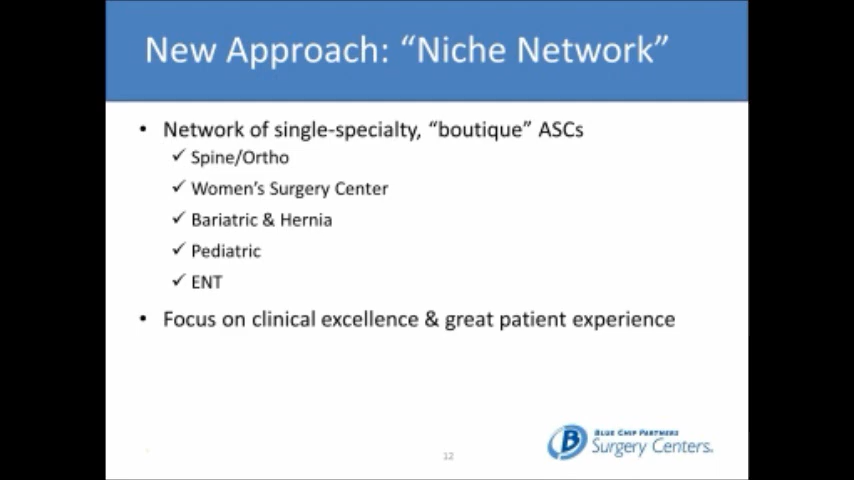 New Approach: “Niche Network”
• Network of single-specialty, “boutique” ASCs
✓ Spine/Ortho
✓ Women’s Surgery Center
✓ Bariatric & Hernia
✓ Pediatric
✓ ENT
• Focus on clinical excellence & great patient experience
12
B
BLUE CHIP PARTNERS
Surgery Centers